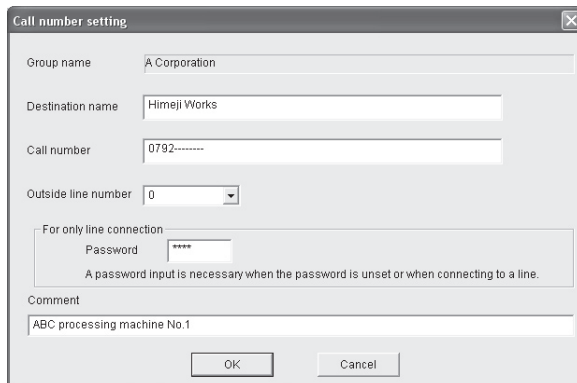 Call number setting
Group name A Corporation
Destination name Himeji Works
Call number 0792--------
Outside line number 0
For only line connection
Password ****
A password input is necessary when the password is unset or when connecting to a line.
Comment
ABC processing machine No.1
OK Cancel